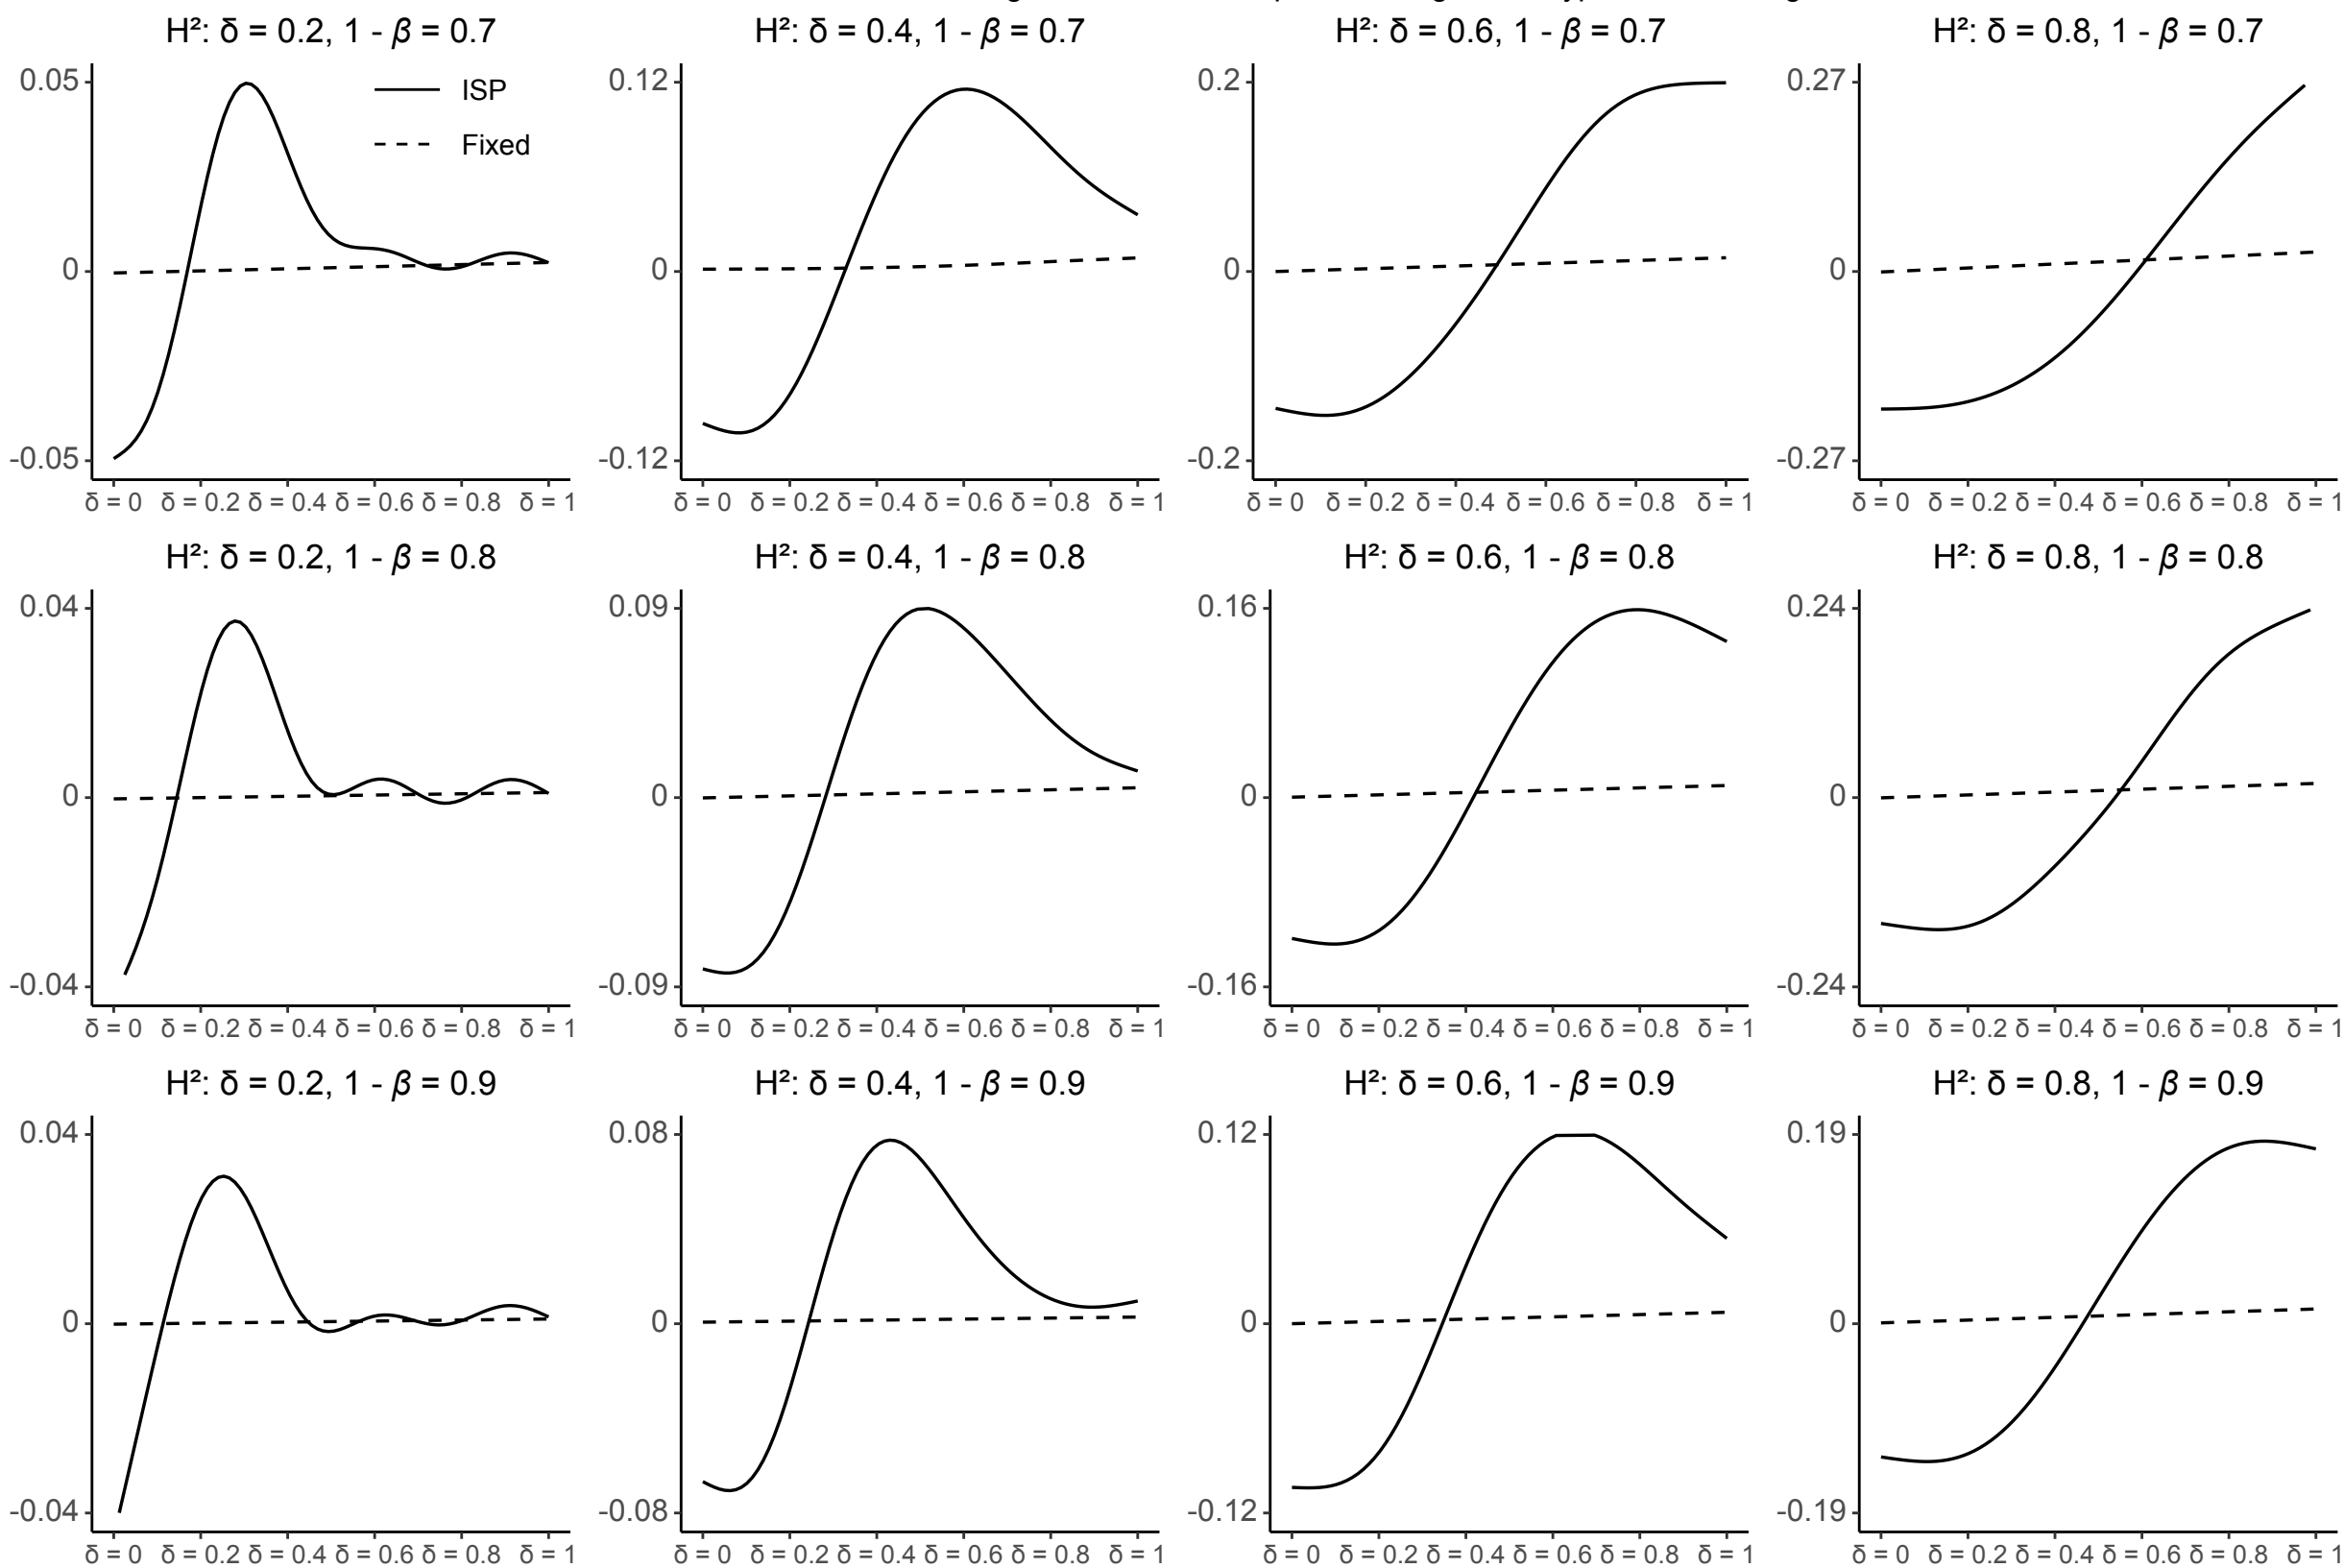 H²: δ = 0.2, 1 - β = 0.7
0.05
0
-0.05
ISP
Fixed
δ = 0 δ = 0.2 δ = 0.4 δ = 0.6 δ = 0.8 δ = 1
H²: δ = 0.4, 1 - β = 0.7
0.12
0
-0.12
δ = 0 δ = 0.2 δ = 0.4 δ = 0.6 δ = 0.8 δ = 1
H²: δ = 0.6, 1 - β = 0.7
0.2
0
-0.2
δ = 0 δ = 0.2 δ = 0.4 δ = 0.6 δ = 0.8 δ = 1
H²: δ = 0.8, 1 - β = 0.7
0.27
0
-0.27
δ = 0 δ = 0.2 δ = 0.4 δ = 0.6 δ = 0.8 δ = 1
H²: δ = 0.2, 1 - β = 0.8
0.04
0
-0.04
δ = 0 δ = 0.2 δ = 0.4 δ = 0.6 δ = 0.8 δ = 1
H²: δ = 0.4, 1 - β = 0.8
0.09
0
-0.09
δ = 0 δ = 0.2 δ = 0.4 δ = 0.6 δ = 0.8 δ = 1
H²: δ = 0.6, 1 - β = 0.8
0.16
0
-0.16
δ = 0 δ = 0.2 δ = 0.4 δ = 0.6 δ = 0.8 δ = 1
H²: δ = 0.8, 1 - β = 0.8
0.24
0
-0.24
δ = 0 δ = 0.2 δ = 0.4 δ = 0.6 δ = 0.8 δ = 1
H²: δ = 0.2, 1 - β = 0.9
0.04
0
-0.04
δ = 0 δ = 0.2 δ = 0.4 δ = 0.6 δ = 0.8 δ = 1
H²: δ = 0.4, 1 - β = 0.9
0.08
0
-0.08
δ = 0 δ = 0.2 δ = 0.4 δ = 0.6 δ = 0.8 δ = 1
H²: δ = 0.6, 1 - β = 0.9
0.12
0
-0.12
δ = 0 δ = 0.2 δ = 0.4 δ = 0.6 δ = 0.8 δ = 1
H²: δ = 0.8, 1 - β = 0.9
0.19
0
-0.19
δ = 0 δ = 0.2 δ = 0.4 δ = 0.6 δ = 0.8 δ = 1